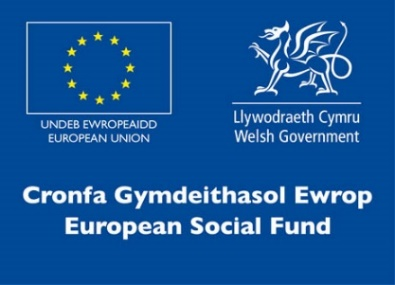 UNDEB EWROPEAIDD
EUROPEAN UNION
Llywodraeth Cymru
Welsh Government
Cronfa Gymdeithasol Ewrop
European Social Fund